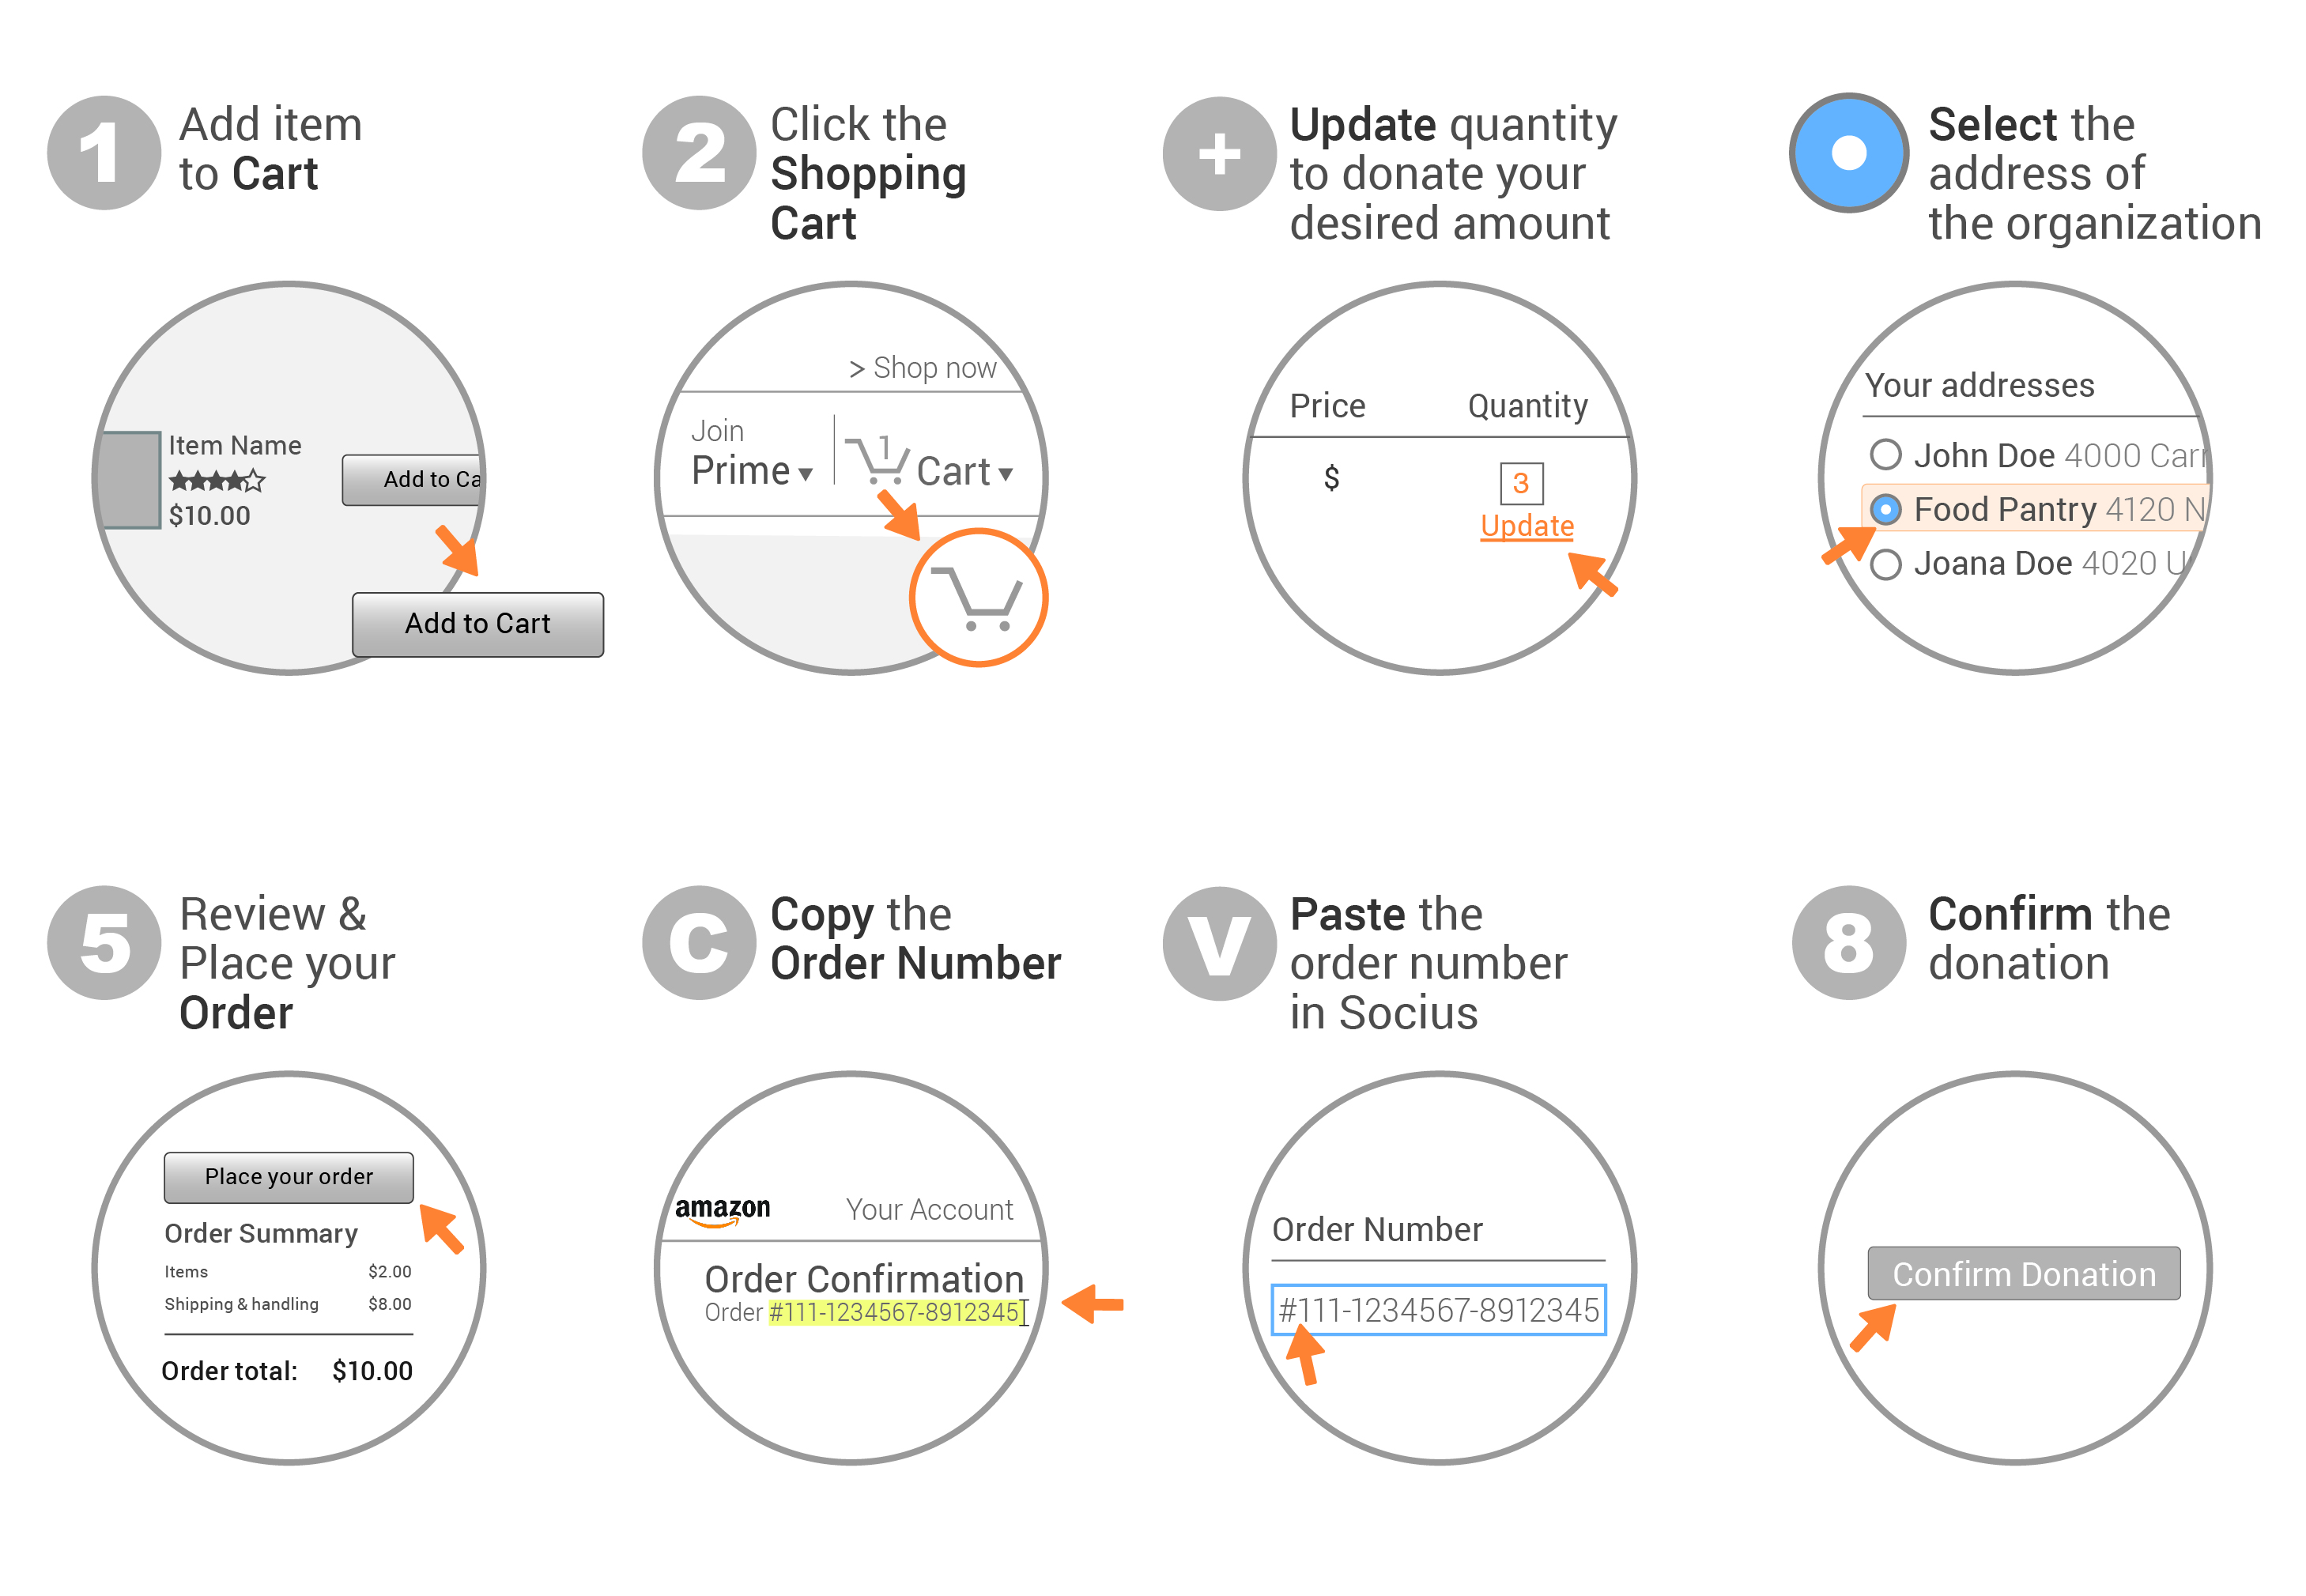 1
Add item
to Cart
Item Name
$10.00
Add to Ca
Add to Cart
2
Click the
Shopping
Cart
> Shop now
Join
Prime
1
Cart
+
Update quantity
to donate your
desired amount
Price Quantity
$
3
Update
Select the
address of
the organization
Your addresses
John Doe 4000 Carr
Food Pantry 4120 N
Joana Doe 4020 U
5
Review &
Place your
Order
Place your order
Order Summary
Items $2.00
Shipping & handling $8.00
Order total: $10.00
C
Copy the
Order Number
amazon Your Account
Order Confirmation
Order #111-1234567-8912345
V
Paste the
order number
in Socius
Order Number
#111-1234567-8912345
8
Confirm the
donation
Confirm Donation